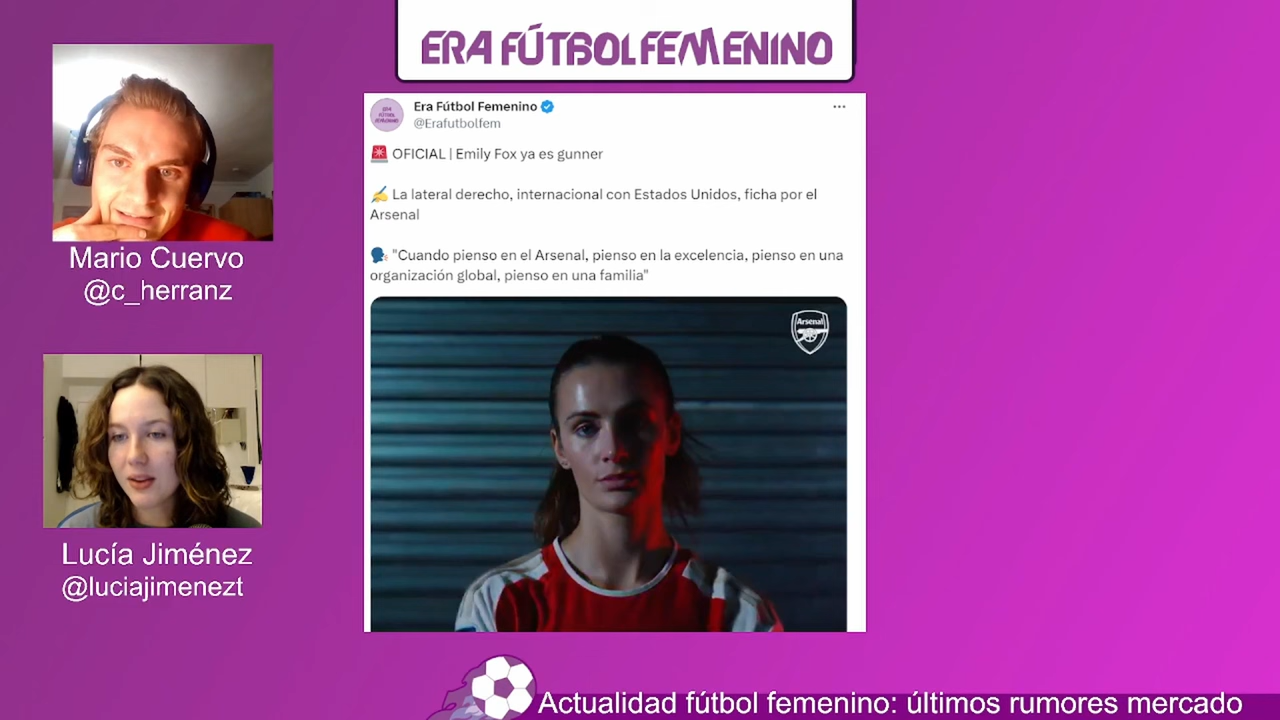 ERA FÚTBOL FEMENINO
Era Fútbol Femenino
@Erafutbolfem
OFICIAL | Emily Fox ya es gunner
La lateral derecho, internacional con Estados Unidos, ficha por el
Arsenal
"Cuando pienso en el Arsenal, pienso en la excelencia, pienso en una
organización global, pienso en una familia"
Arsenal
Mario Cuervo
@c_herranz
Lucía Jiménez
@luciajimenezt
Actualidad fútbol femenino: últimos rumores mercado